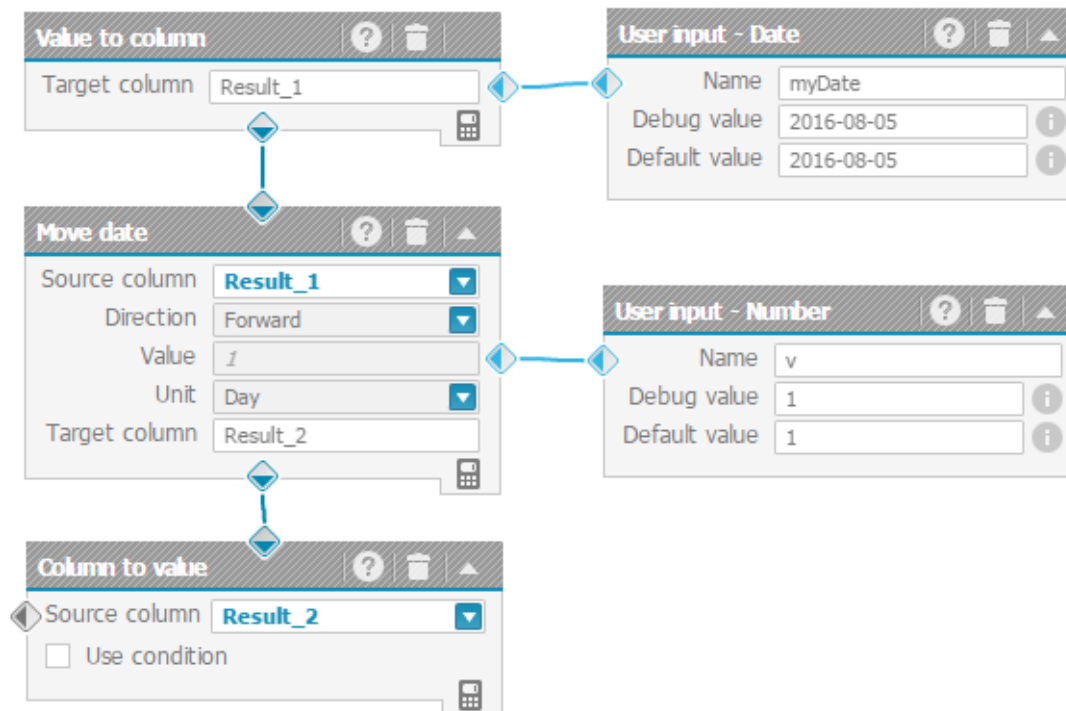 Value to column
Target column Result_1
User input - Date
Name myDate
Debug value 2016-08-05
Default value 2016-08-05
Move date
Source column Result_1
Direction Forward
Value 1
Unit Day
Target column Result_2
User input - Number
Name v
Debug value 1
Default value 1
Column to value
Source column Result_2
Use condition